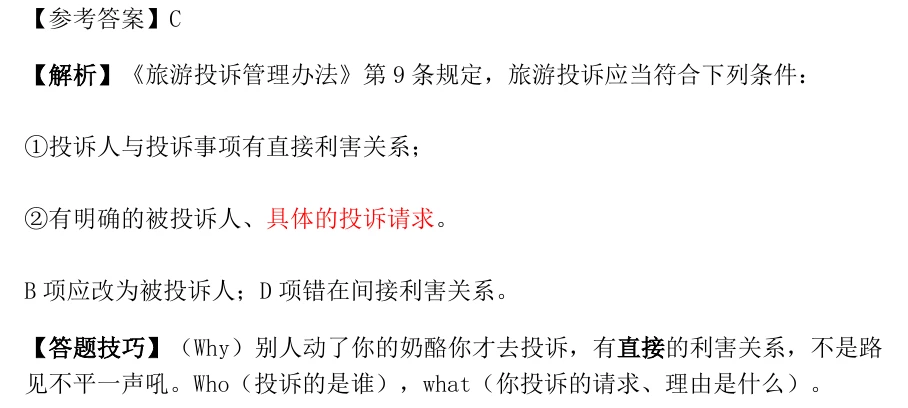 【参考答案】C
【解析】《旅游投诉管理办法》第 9 条规定，旅游投诉应当符合下列条件：
①投诉人与投诉事项有直接利害关系；
②有明确的被投诉人、具体的投诉请求。
B 项应改为被投诉人；D 项错在间接利害关系。
【答题技巧】（Why）别人动了你的奶酪你才去投诉，有直接的利害关系，不是路
见不平一声吼。Who（投诉的是谁），what（你投诉的请求、理由是什么）。